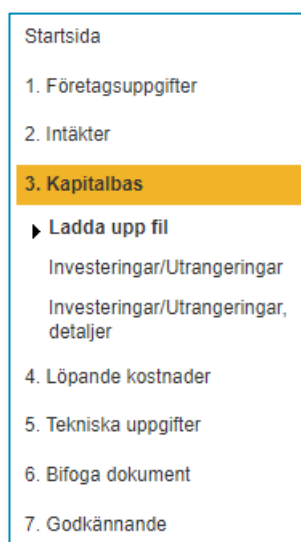 Startsida
1. Företagsuppgifter
2. Intäkter
3. Kapitalbas
Ladda upp fil
Investeringar/Utrangeringar
Investeringar/Utrangeringar,
detaljer
4. Löpande kostnader
5. Tekniska uppgifter
6. Bifoga dokument
7. Godkännande